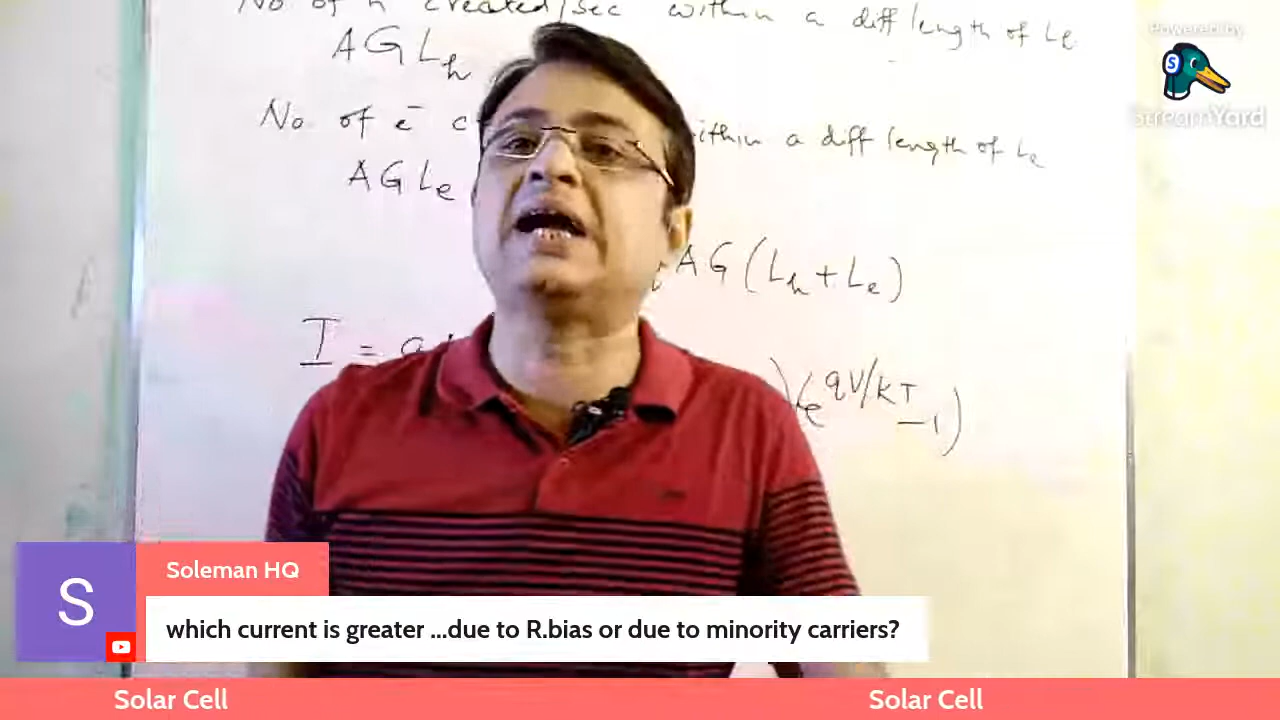 No of h created/sec within a diff length of Lh
AGLh
No of e⁻ within a diff length of Le
AGLe
AG(Lh+Le)
I =
)(e^qV/kT −1)
Powered by
StreamYard
S
Soleman HQ
which current is greater ...due to R.bias or due to minority carriers?
Solar Cell
Solar Cell